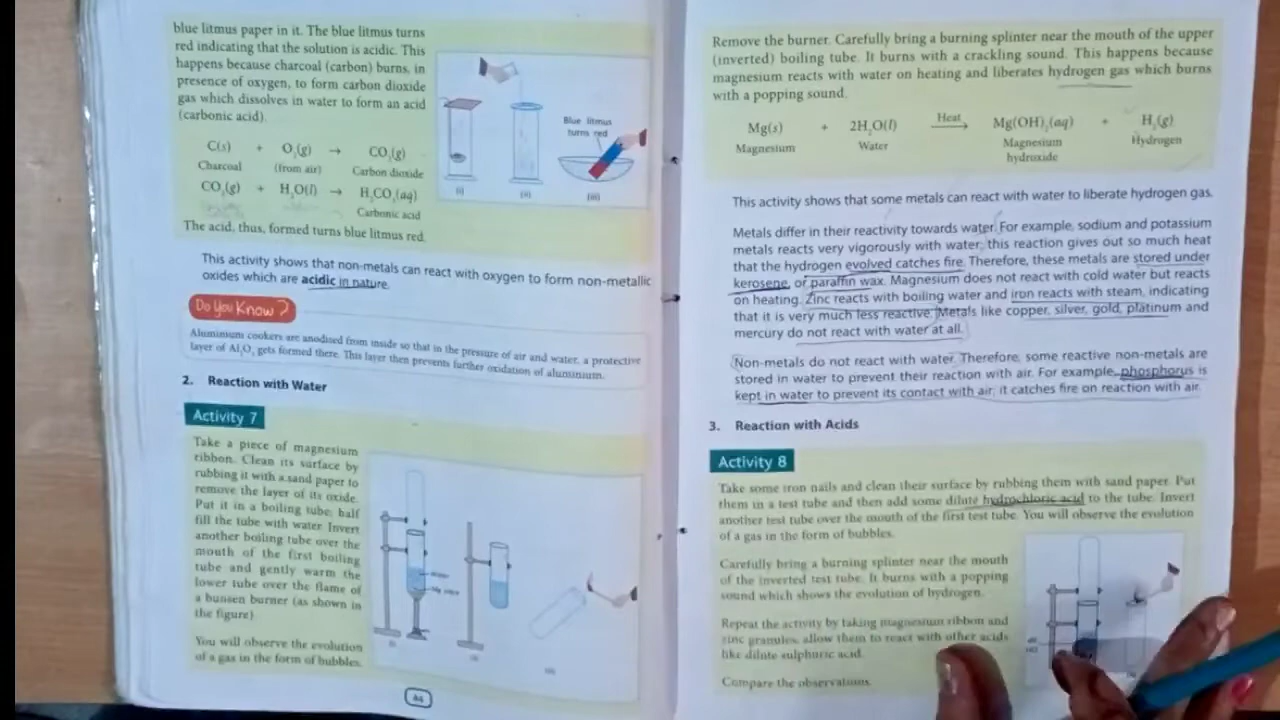 blue litmus paper in it. The blue litmus turns
red indicating that the solution is acidic. This
happens because charcoal (carbon) burns, in
presence of oxygen, to form carbon dioxide
gas which dissolves in water to form an acid
(carbonic acid).
C(s) + O₂(g) → CO₂(g)
Charcoal (from air) Carbon dioxide
CO₂(g) + H₂O(l) → H₂CO₃(aq)
Carbonic acid
The acid, thus, formed turns blue litmus red.
Blue litmus
turns red
(i) (ii) (iii)
This activity shows that non-metals can react with oxygen to form non-metallic
oxides which are acidic in nature.
Do You Know?
Aluminium cookers are anodised from inside so that in the pressure of air and water, a protective
layer of Al₂O₃ gets formed there. This layer then prevents further oxidation of aluminium.
2. Reaction with Water
Activity 7
Take a piece of magnesium
ribbon. Clean its surface by
rubbing it with a sand paper to
remove the layer of its oxide.
Put it in a boiling tube; half
fill the tube with water. Invert
another boiling tube over the
mouth of the first boiling
tube and gently warm the
lower tube over the flame of
a bunsen burner (as shown in
the figure).
You will observe the evolution
of a gas in the form of bubbles.
Remove the burner. Carefully bring a burning splinter near the mouth of the upper
(inverted) boiling tube. It burns with a crackling sound. This happens because
magnesium reacts with water on heating and liberates hydrogen gas which burns
with a popping sound.
Mg(s) + 2H₂O(l) Heat → Mg(OH)₂(aq) + H₂(g)
Magnesium Water Magnesium Hydrogen
hydroxide
This activity shows that some metals can react with water to liberate hydrogen gas.
Metals differ in their reactivity towards water. For example, sodium and potassium
metals reacts very vigorously with water; this reaction gives out so much heat
that the hydrogen evolved catches fire. Therefore, these metals are stored under
kerosene, or paraffin wax. Magnesium does not react with cold water but reacts
on heating. Zinc reacts with boiling water and iron reacts with steam, indicating
that it is very much less reactive. Metals like copper, silver, gold, platinum and
mercury do not react with water at all.
Non-metals do not react with water. Therefore, some reactive non-metals are
stored in water to prevent their reaction with air. For example, phosphorus is
kept in water to prevent its contact with air; it catches fire on reaction with air.
3. Reaction with Acids
Activity 8
Take some iron nails and clean their surface by rubbing them with sand paper. Put
them in a test tube and then add some dilute hydrochloric acid to the tube. Invert
another test tube over the mouth of the first test tube. You will observe the evolution
of a gas in the form of bubbles.
Carefully bring a burning splinter near the mouth
of the inverted test tube. It burns with a popping
sound which shows the evolution of hydrogen.
Repeat the activity by taking magnesium ribbon and
zinc granules, allow them to react with other acids
like dilute sulphuric acid.
Compare the observations.